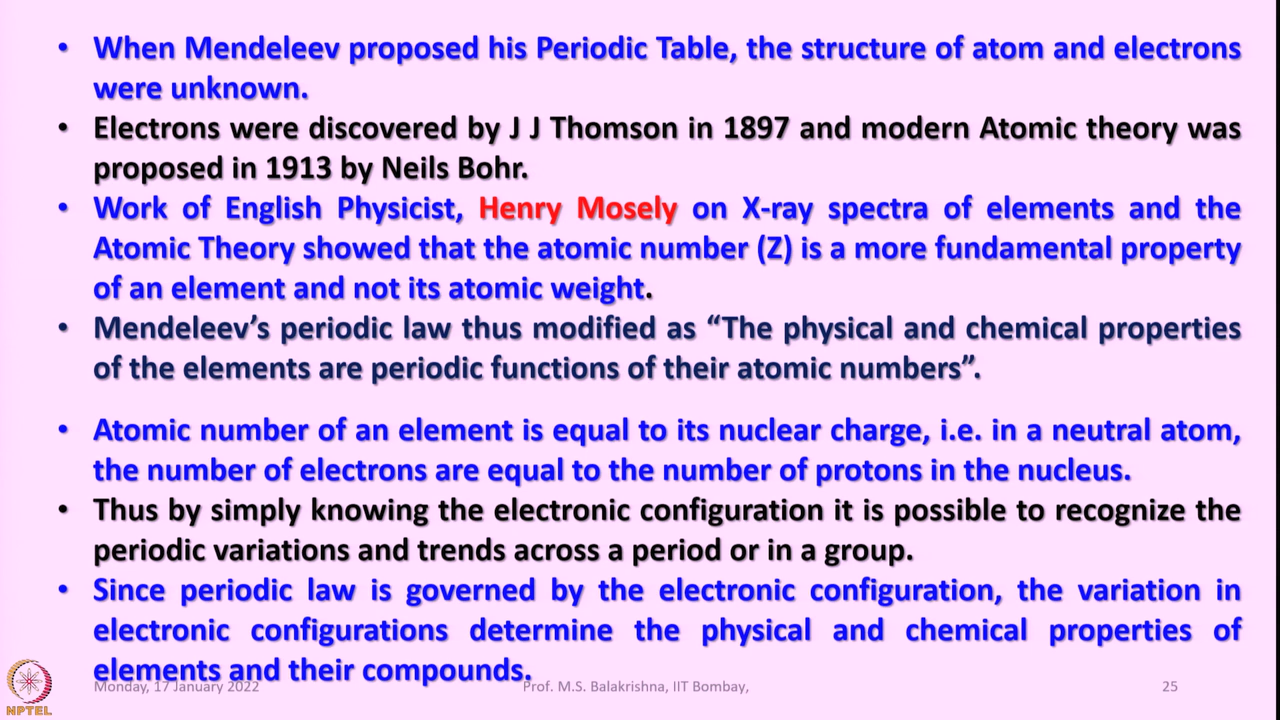 • When Mendeleev proposed his Periodic Table, the structure of atom and electrons
were unknown.
• Electrons were discovered by J J Thomson in 1897 and modern Atomic theory was
proposed in 1913 by Neils Bohr.
• Work of English Physicist, Henry Mosely on X-ray spectra of elements and the
Atomic Theory showed that the atomic number (Z) is a more fundamental property
of an element and not its atomic weight.
• Mendeleev’s periodic law thus modified as “The physical and chemical properties
of the elements are periodic functions of their atomic numbers”.
• Atomic number of an element is equal to its nuclear charge, i.e. in a neutral atom,
the number of electrons are equal to the number of protons in the nucleus.
• Thus by simply knowing the electronic configuration it is possible to recognize the
periodic variations and trends across a period or in a group.
• Since periodic law is governed by the electronic configuration, the variation in
electronic configurations determine the physical and chemical properties of
elements and their compounds.
Monday, 17 January 2022 Prof. M.S. Balakrishna, IIT Bombay, 25
NPTEL